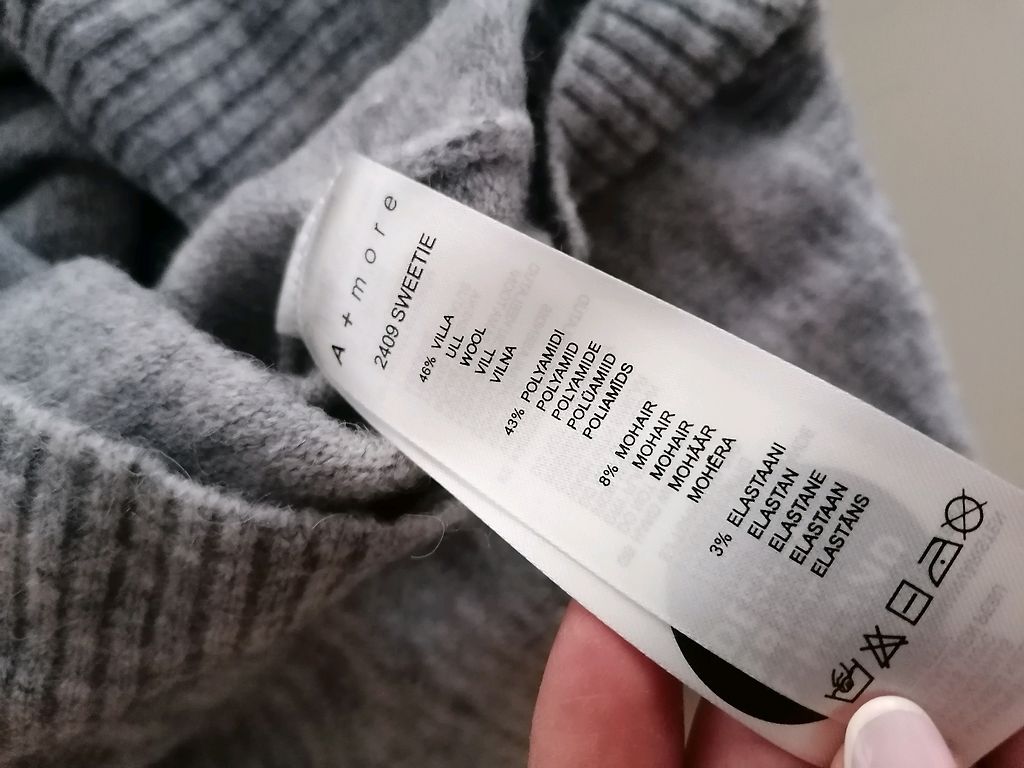 A + more
2409 SWEETIE
46% VILLA
ULL
WOOL
VILL
VILNA
43% POLYAMIDI
POLYAMID
POLYAMIDE
POLÜAMIID
POLIAMĪDS
8% MOHAIR
MOHAIR
MOHAIR
MOHÄÄR
MOHĒRA
3% ELASTAANI
ELASTAN
ELASTANE
ELASTAAN
ELASTĀNS